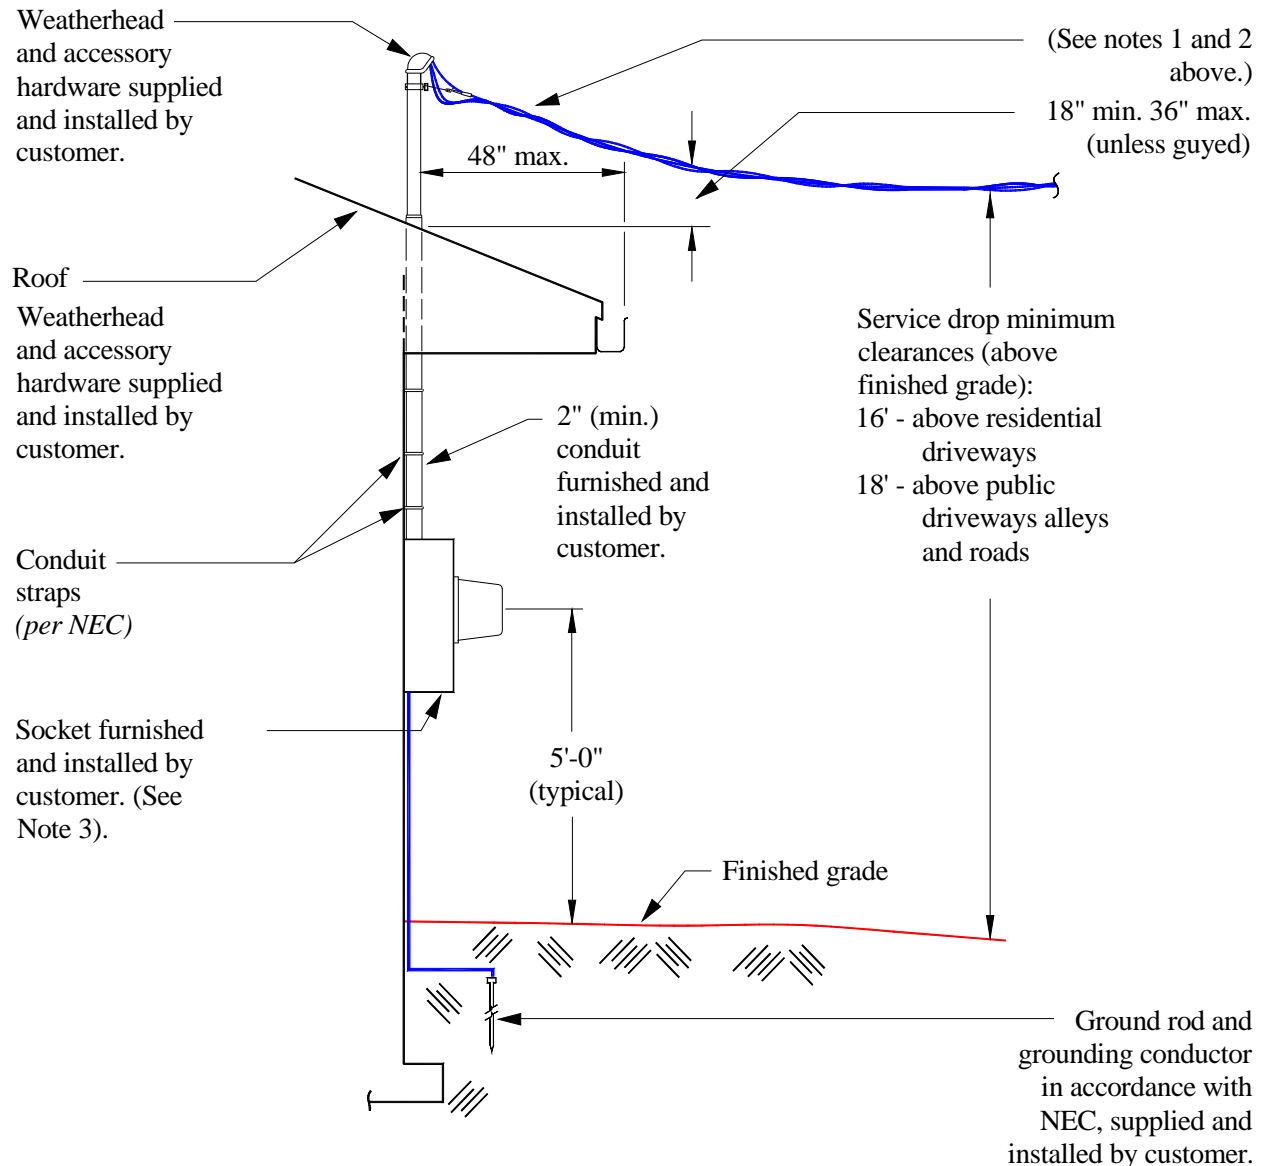 Weatherhead
and accessory
hardware supplied
and installed by
customer.
(See notes 1 and 2
above.)
18" min. 36" max.
(unless guyed)
48" max.
Roof
Weatherhead
and accessory
hardware supplied
and installed by
customer.
Service drop minimum
clearances (above
finished grade):
16' - above residential
driveways
18' - above public
driveways alleys
and roads
2" (min.)
conduit
furnished and
installed by
customer.
Conduit
straps
(per NEC)
Socket furnished
and installed by
customer. (See
Note 3).
5'-0"
(typical)
Finished grade
Ground rod and
grounding conductor
in accordance with
NEC, supplied and
installed by customer.